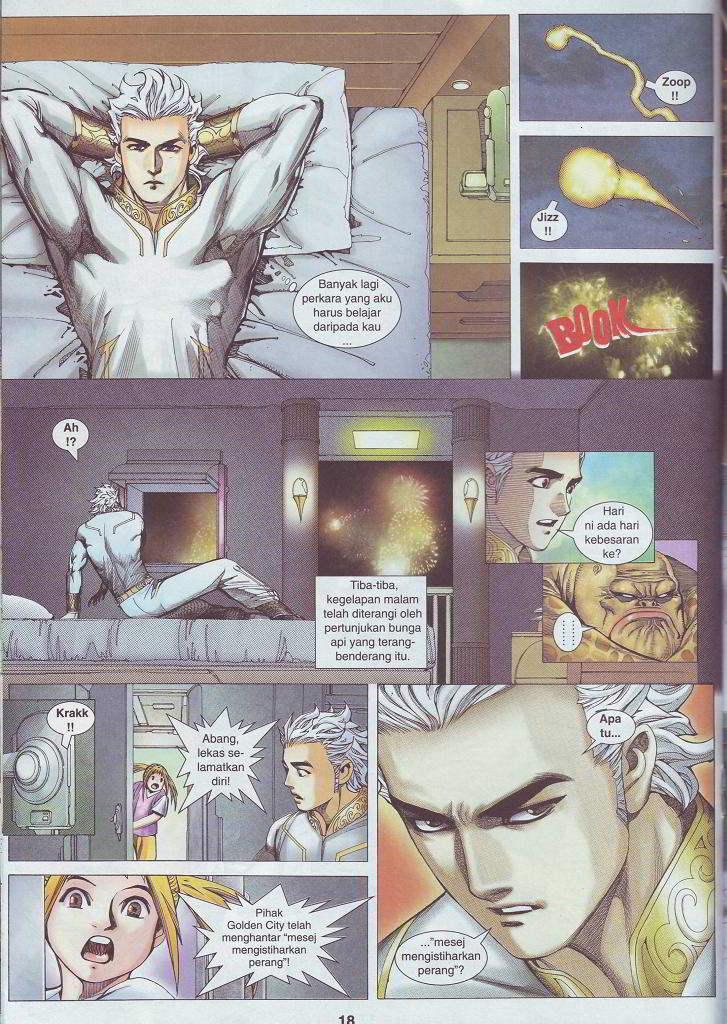 Banyak lagi
perkara yang aku
harus belajar
daripada kau
...
Zoop
!!
Jizz
!!
BOOK
Ah
!?
Tiba-tiba,
kegelapan malam
telah diterangi oleh
pertunjukan bunga
api yang terang-
benderang itu.
Hari
ni ada hari
kebesaran
ke?
......
Krakk
!!
Abang,
lekas se-
lamatkan
diri!
Pihak
Golden City telah
menghantar “mesej
mengistiharkan
perang”!
Apa
tu...
..."mesej
mengistiharkan
perang"?
18